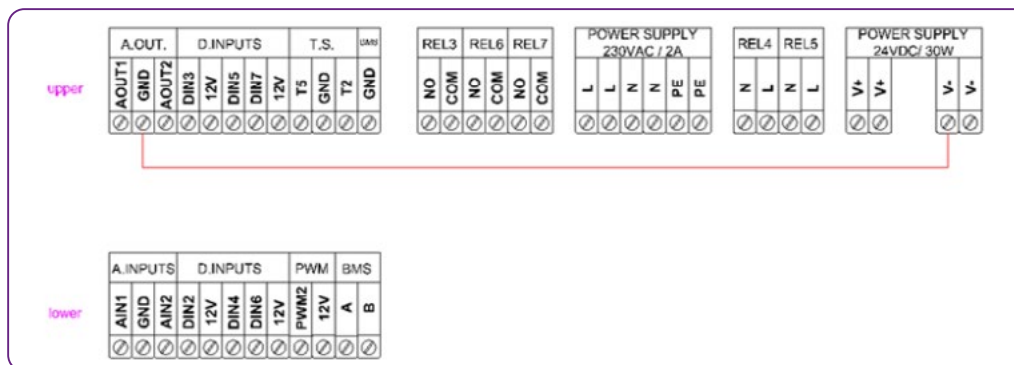 A.OUT. D.INPUTS T.S. BMS REL3 REL6 REL7 POWER SUPPLY 230VAC / 2A REL4 REL5 POWER SUPPLY 24VDC/ 30W
upper
AOUT1 GND AOUT2 DIN3 12V DIN5 DIN7 12V T5 GND T2 GND NO COM NO COM NO COM L L N N PE PE N L N L V+ V+ V- V-
A.INPUTS D.INPUTS PWM BMS
lower
AIN1 GND AIN2 DIN2 12V DIN4 DIN6 12V PWM2 12V A B